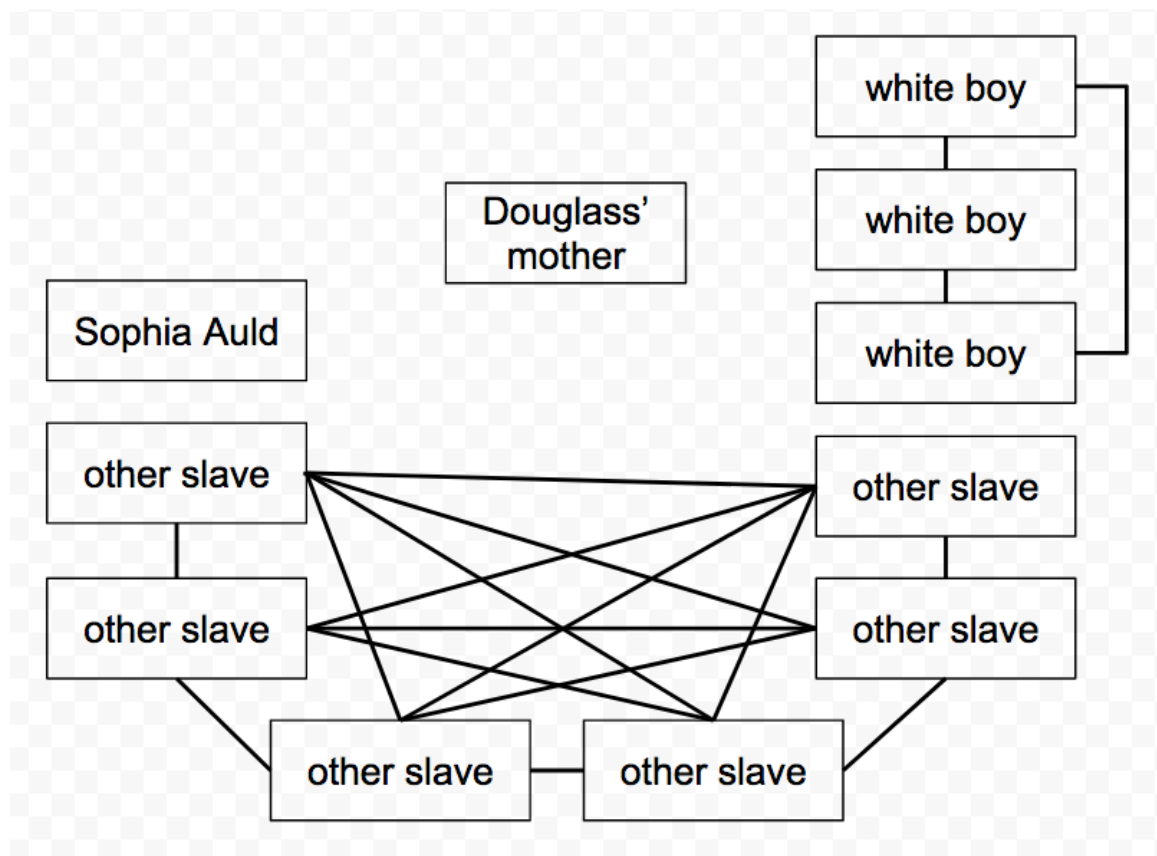 white boy
Douglass’
mother
white boy
Sophia Auld
white boy
other slave
other slave
other slave
other slave
other slave
other slave